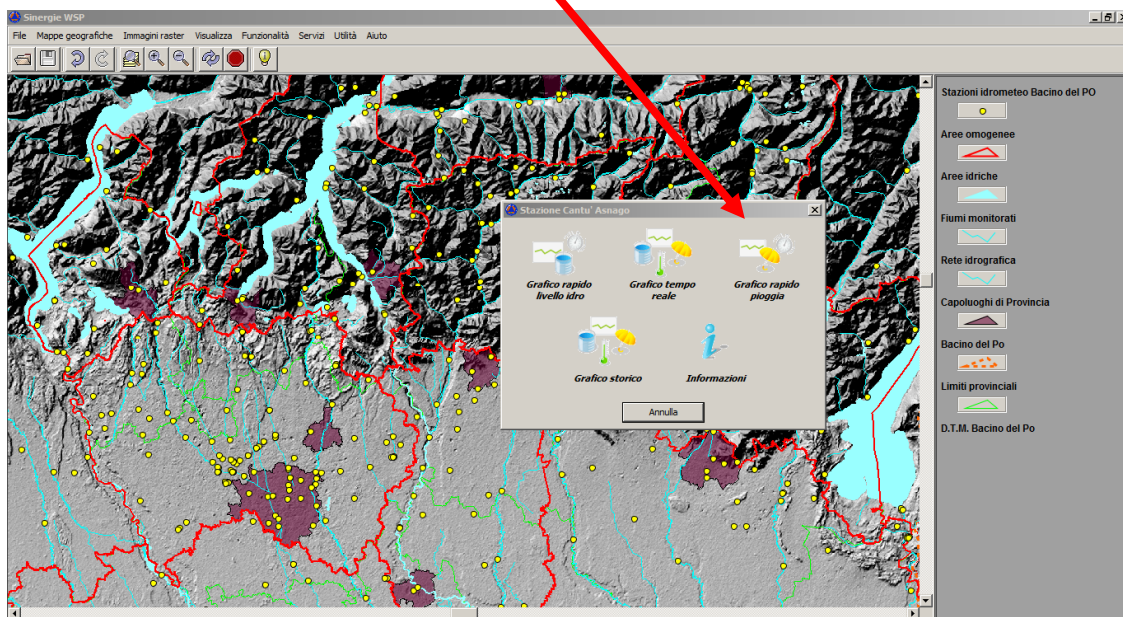 Sinergie WSP
File Mappe geografiche Immagini raster Visualizza Funzionalità Servizi Utilità Aiuto
Stazione Cantu' Asnago
Grafico rapido
livello idro
Grafico tempo
reale
Grafico rapido
pioggia
Grafico storico
Informazioni
Annulla
Stazioni idrometeo Bacino del PO
Aree omogenee
Aree idriche
Fiumi monitorati
Rete idrografica
Capoluoghi di Provincia
Bacino del Po
Limiti provinciali
D.T.M. Bacino del Po